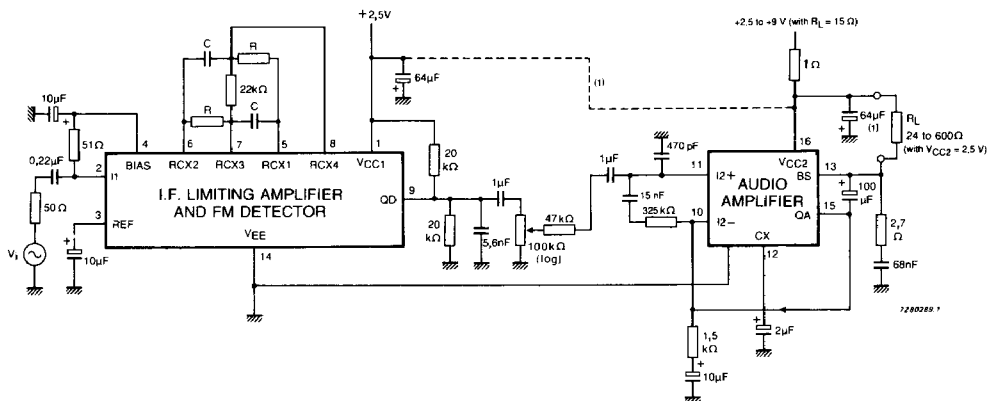 +2,5V
+2.5 to +9 V (with RL = 15 Ω)
1Ω
64μF
(1)
C
R
22kΩ
R
C
10μF
51Ω
0,22μF
50Ω
Vi
10μF
4
6
7
5
8
1
BIAS
RCX2
RCX3
RCX1
RCX4
VCC1
2
I1
3
REF
I.F. LIMITING AMPLIFIER
AND FM DETECTOR
VEE
14
9
QD
20
kΩ
20
kΩ
5,6nF
1μF
100kΩ
(log)
47kΩ
1μF
470 pF
15 nF
325kΩ
11
I2+
10
I2−
16
VCC2
AUDIO
AMPLIFIER
BS
13
QA
15
CX
12
64μF
(1)
RL
24 to 600Ω
(with VCC2 = 2,5 V)
100
μF
2,7
Ω
68nF
1,5
kΩ
10μF
2μF
7280289.1